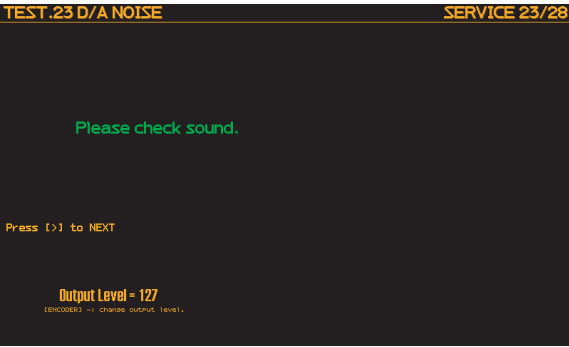 TEST.23 D/A NOISE
SERVICE 23/28
Please check sound.
Press [>] to NEXT
Output Level = 127
[ENCODER] -> change output level.